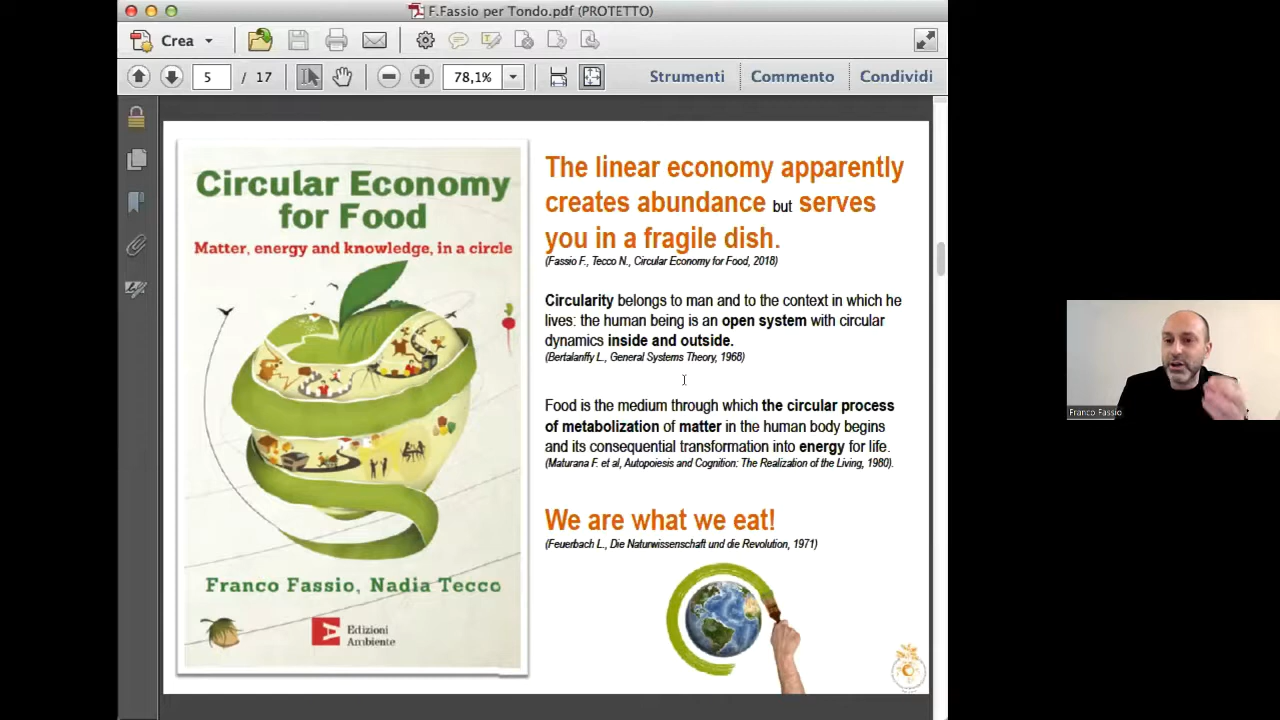 F.Fassio per Tondo.pdf (PROTETTO)
Crea
5 / 17
78,1%
Strumenti
Commento
Condividi
Circular Economy
for Food
Matter, energy and knowledge, in a circle
Franco Fassio, Nadia Tecco
Edizioni
Ambiente
The linear economy apparently
creates abundance but serves
you in a fragile dish.
(Fassio F., Tecco N., Circular Economy for Food, 2018)
Circularity belongs to man and to the context in which he
lives: the human being is an open system with circular
dynamics inside and outside.
(Bertalanffy L., General Systems Theory, 1968)
Food is the medium through which the circular process
of metabolization of matter in the human body begins
and its consequential transformation into energy for life.
(Maturana F. et al, Autopoiesis and Cognition: The Realization of the Living, 1980).
We are what we eat!
(Feuerbach L., Die Naturwissenschaft und die Revolution, 1971)
Franco Fassio